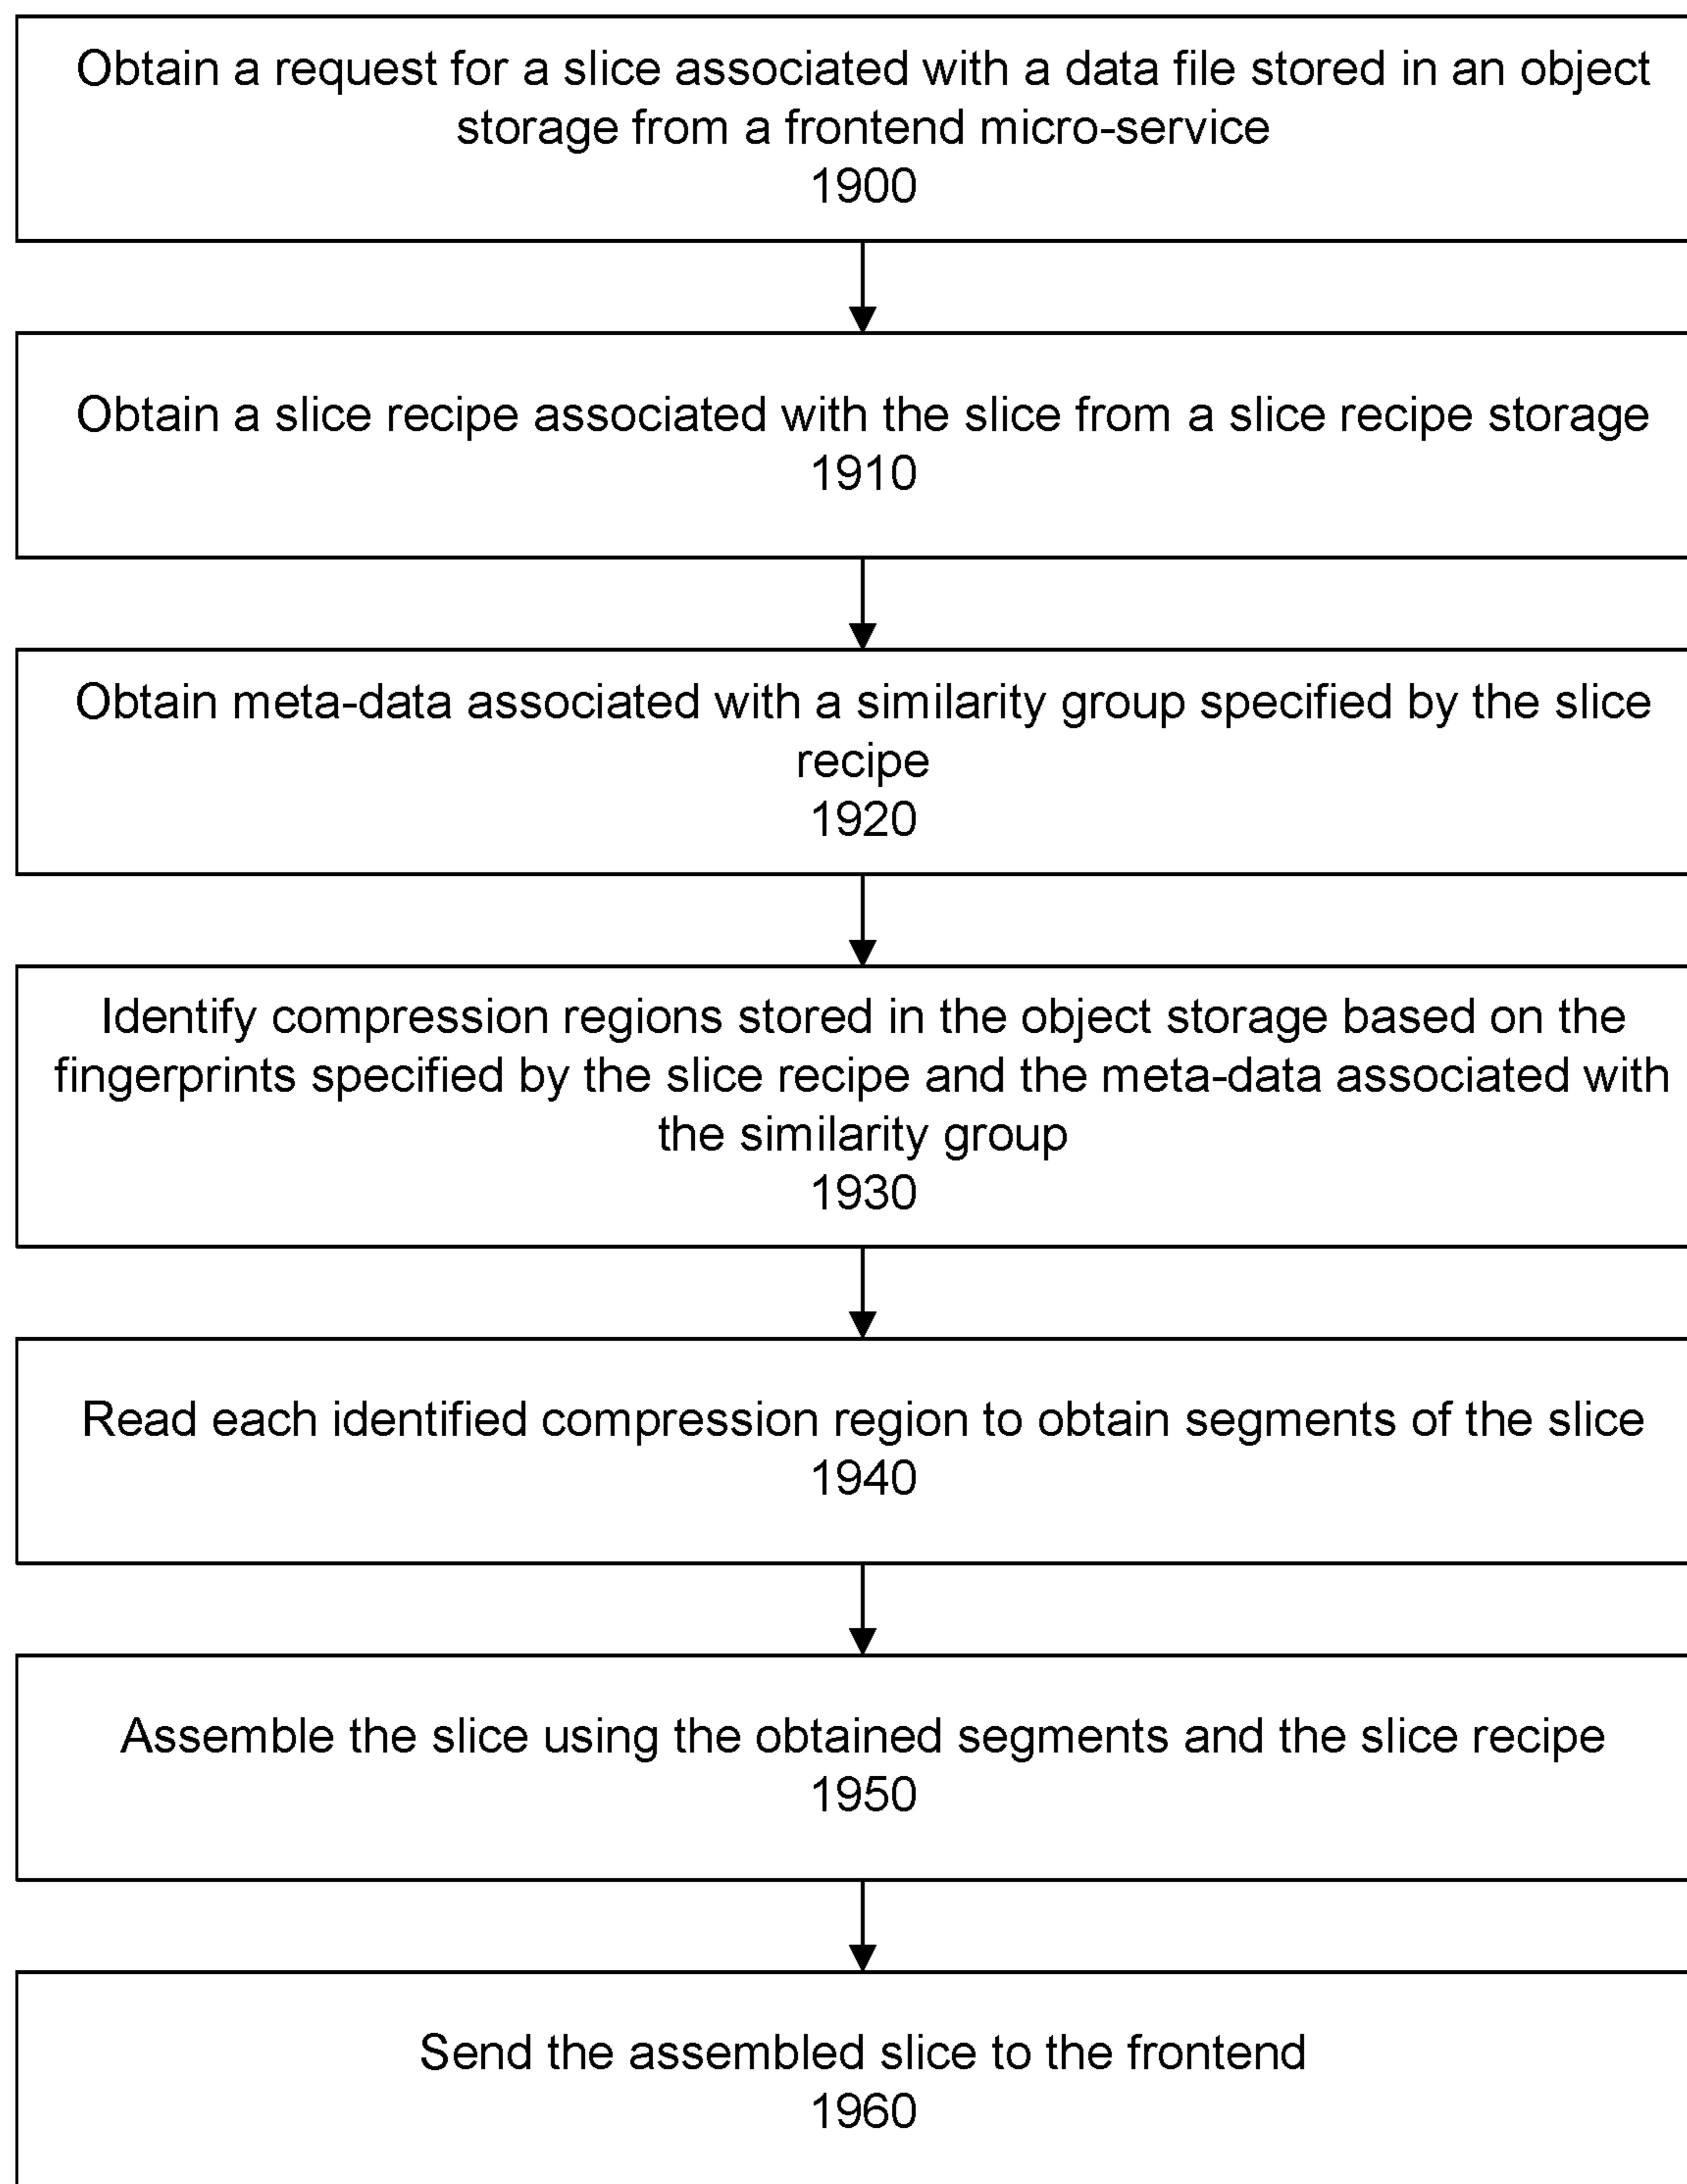 Obtain a request for a slice associated with a data file stored in an object
storage from a frontend micro-service
1900
Obtain a slice recipe associated with the slice from a slice recipe storage
1910
Obtain meta-data associated with a similarity group specified by the slice
recipe
1920
Identify compression regions stored in the object storage based on the
fingerprints specified by the slice recipe and the meta-data associated with
the similarity group
1930
Read each identified compression region to obtain segments of the slice
1940
Assemble the slice using the obtained segments and the slice recipe
1950
Send the assembled slice to the frontend
1960